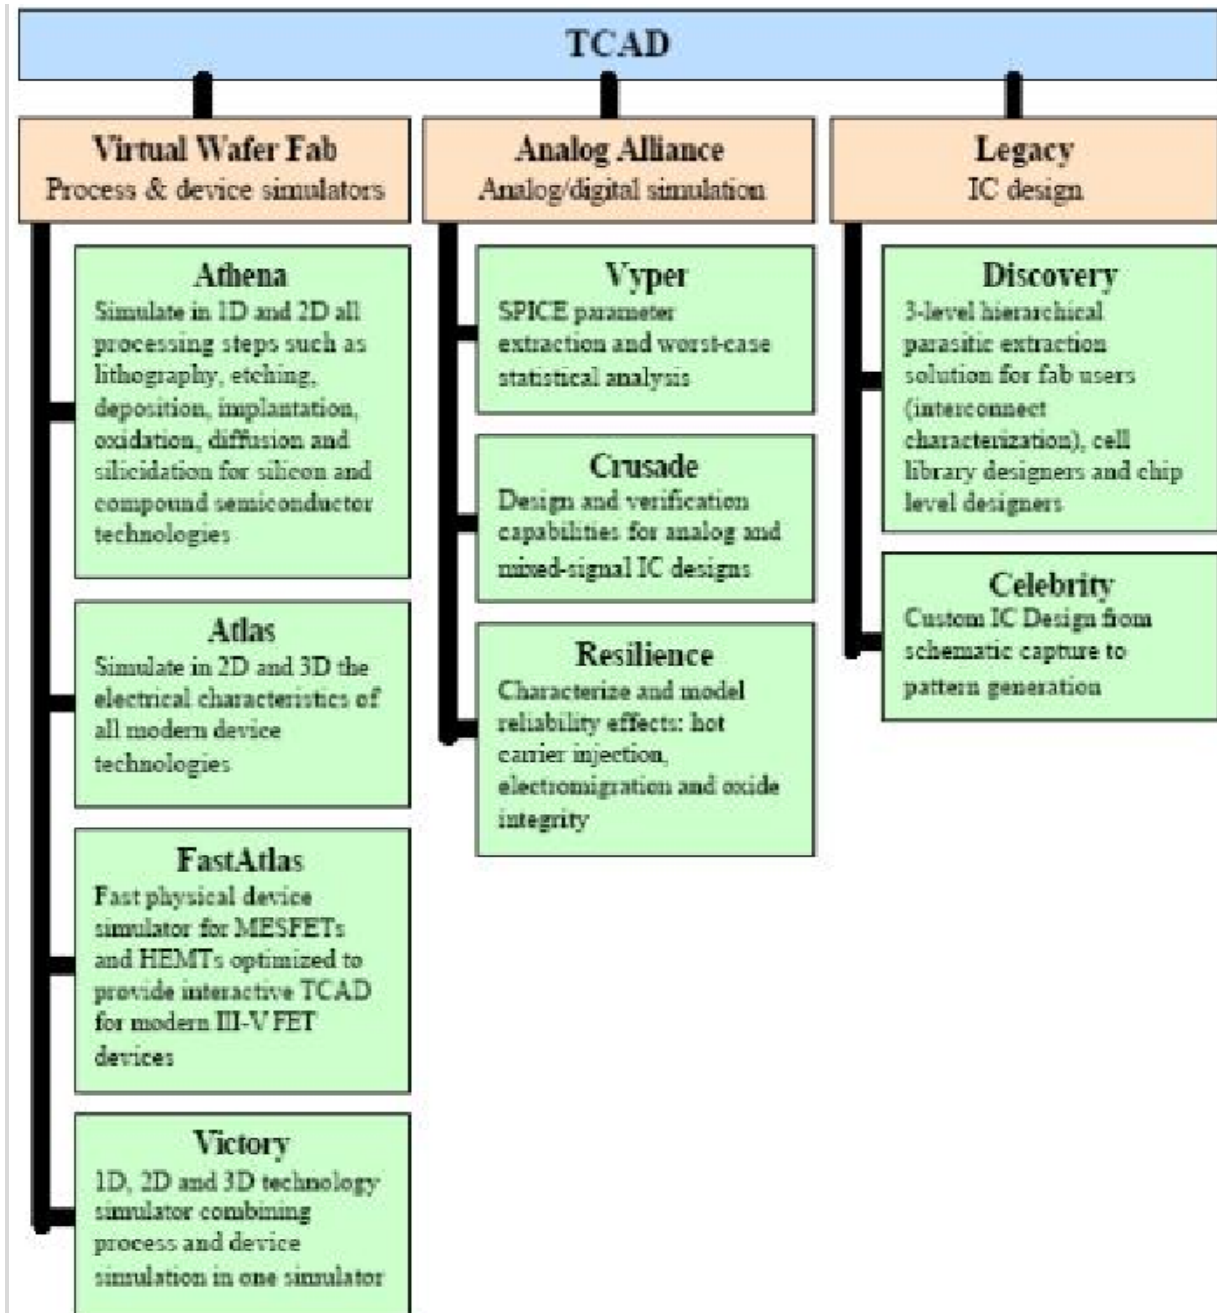 TCAD
Virtual Wafer Fab
Process & device simulators
Athena
Simulate in 1D and 2D all
processing steps such as
lithography, etching,
deposition, implantation,
oxidation, diffusion and
silicidation for silicon and
compound semiconductor
technologies
Atlas
Simulate in 2D and 3D the
electrical characteristics of
all modern device
technologies
FastAtlas
Fast physical device
simulator for MESFETs
and HEMTs optimized to
provide interactive TCAD
for modern III-V FET
devices
Victory
1D, 2D and 3D technology
simulator combining
process and device
simulation in one simulator
Analog Alliance
Analog/digital simulation
Vyper
SPICE parameter
extraction and worst-case
statistical analysis
Crusade
Design and verification
capabilities for analog and
mixed-signal IC designs
Resilience
Characterize and model
reliability effects: hot
carrier injection,
electromigration and oxide
integrity
Legacy
IC design
Discovery
3-level hierarchical
parasitic extraction
solution for fab users
(interconnect
characterization), cell
library designers and chip
level designers
Celebrity
Custom IC Design from
schematic capture to
pattern generation